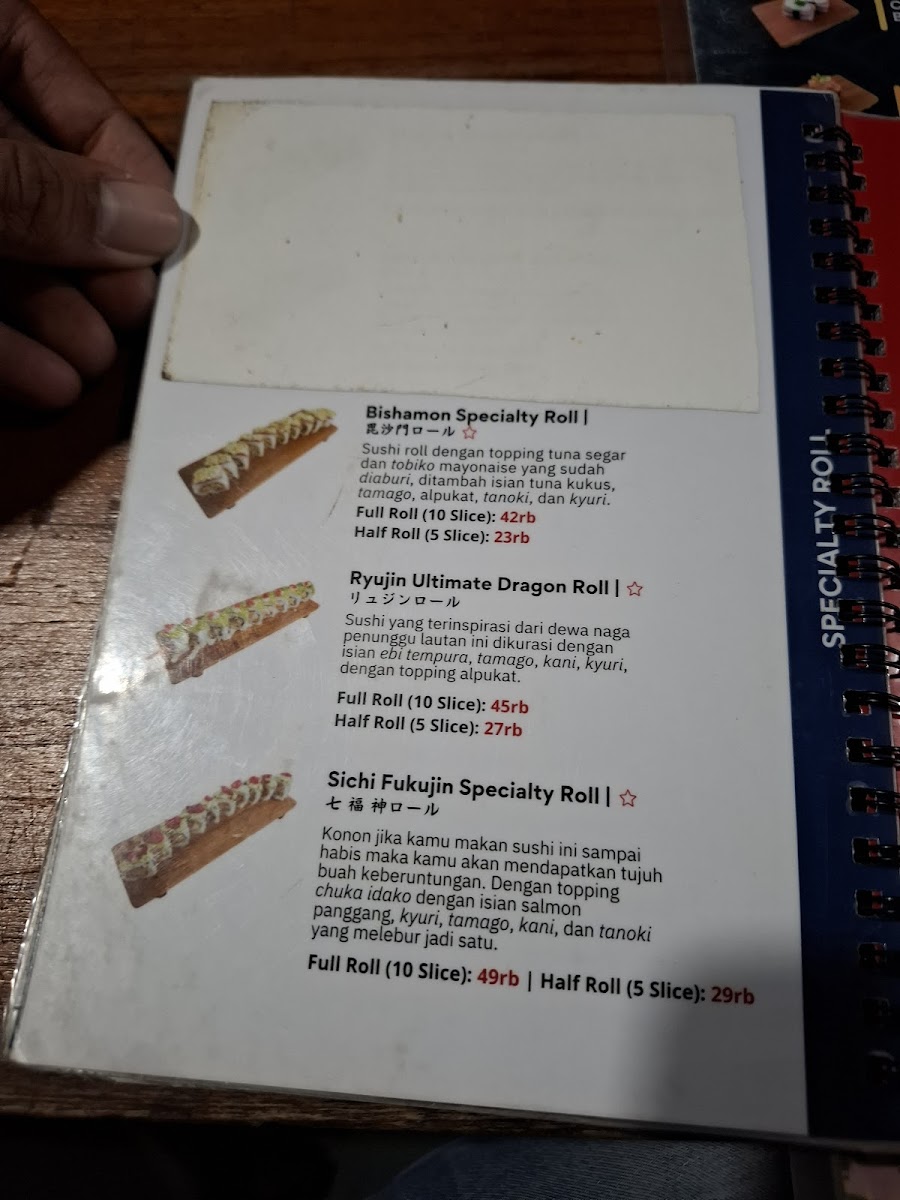 Bishamon Specialty Roll |
毘沙門ロール ☆
Sushi roll dengan topping tuna segar
dan tobiko mayonaise yang sudah
diaburi, ditambah isian tuna kukus,
tamago, alpukat, tanoki, dan kyuri.
Full Roll (10 Slice): 42rb
Half Roll (5 Slice): 23rb
Ryujin Ultimate Dragon Roll | ☆
リュジンロール
Sushi yang terinspirasi dari dewa naga
penunggu lautan ini dikurasi dengan
isian ebi tempura, tamago, kani, kyuri,
dengan topping alpukat.
Full Roll (10 Slice): 45rb
Half Roll (5 Slice): 27rb
Sichi Fukujin Specialty Roll | ☆
七 福 神ロール
Konon jika kamu makan sushi ini sampai
habis maka kamu akan mendapatkan tujuh
buah keberuntungan. Dengan topping
chuka idako dengan isian salmon
panggang, kyuri, tamago, kani, dan tanoki
yang melebur jadi satu.
Full Roll (10 Slice): 49rb | Half Roll (5 Slice): 29rb
SPECIALTY ROLL